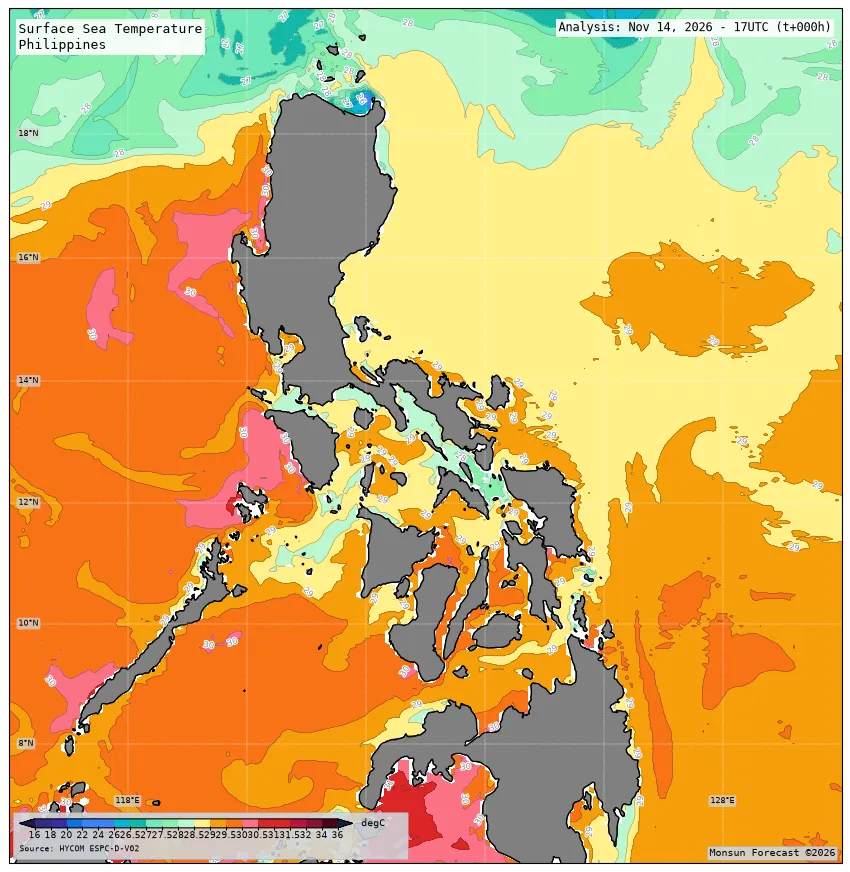 Surface Sea Temperature
Philippines
Analysis: Nov 14, 2026 - 17UTC (t+000h)
18°N
16°N
14°N
12°N
10°N
8°N
118°E
128°E
16 18 20 22 24 26 26.5 27 27.5 28 28.5 29 29.5 30 30.5 31 31.5 32 34 36 degC
Source: HYCOM ESPC-D-V02
Monsun Forecast ©2026